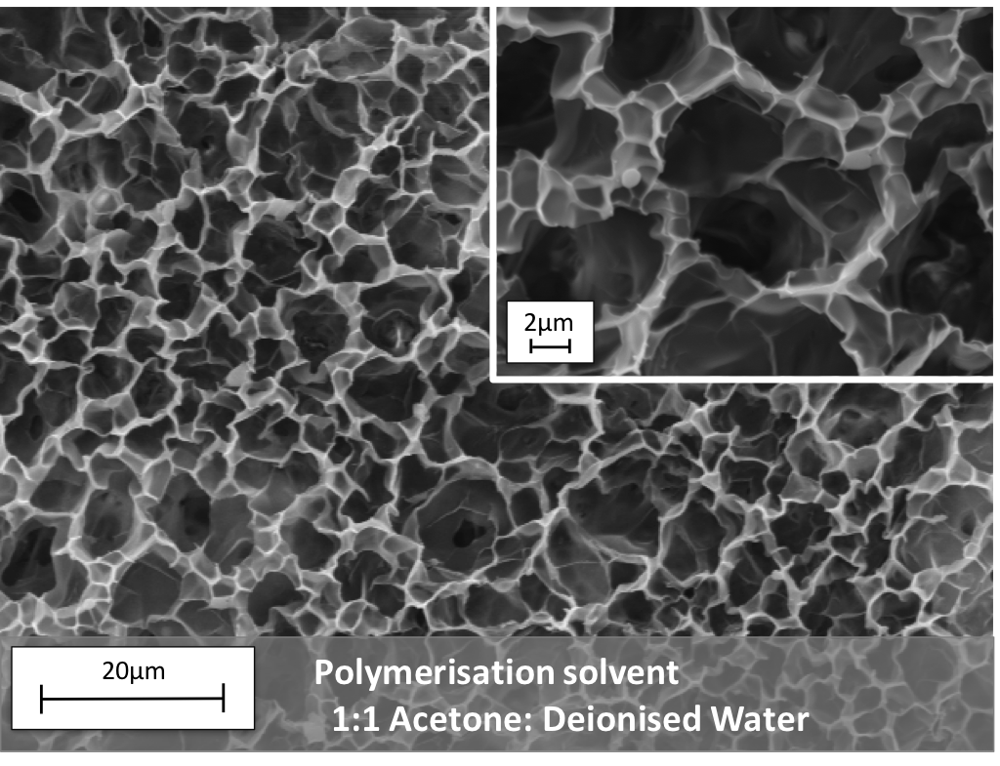 2µm
20µm
Polymerisation solvent
1:1 Acetone: Deionised Water